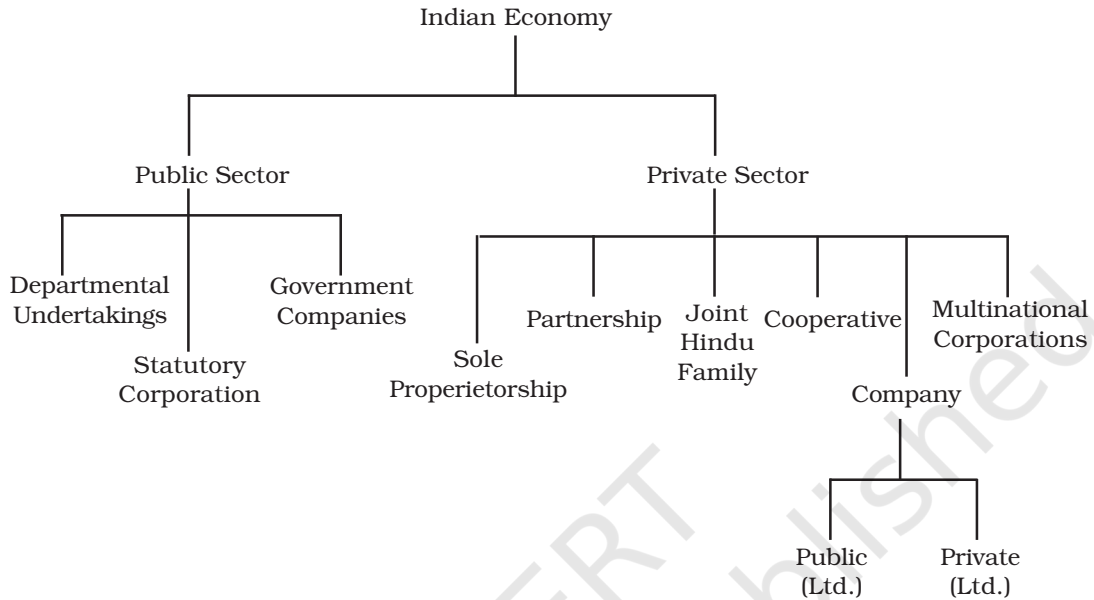 Indian Economy
Public Sector
Private Sector
Departmental
Undertakings
Statutory
Corporation
Government
Companies
Sole
Properietorship
Partnership
Joint
Hindu
Family
Cooperative
Company
Multinational
Corporations
Public
(Ltd.)
Private
(Ltd.)